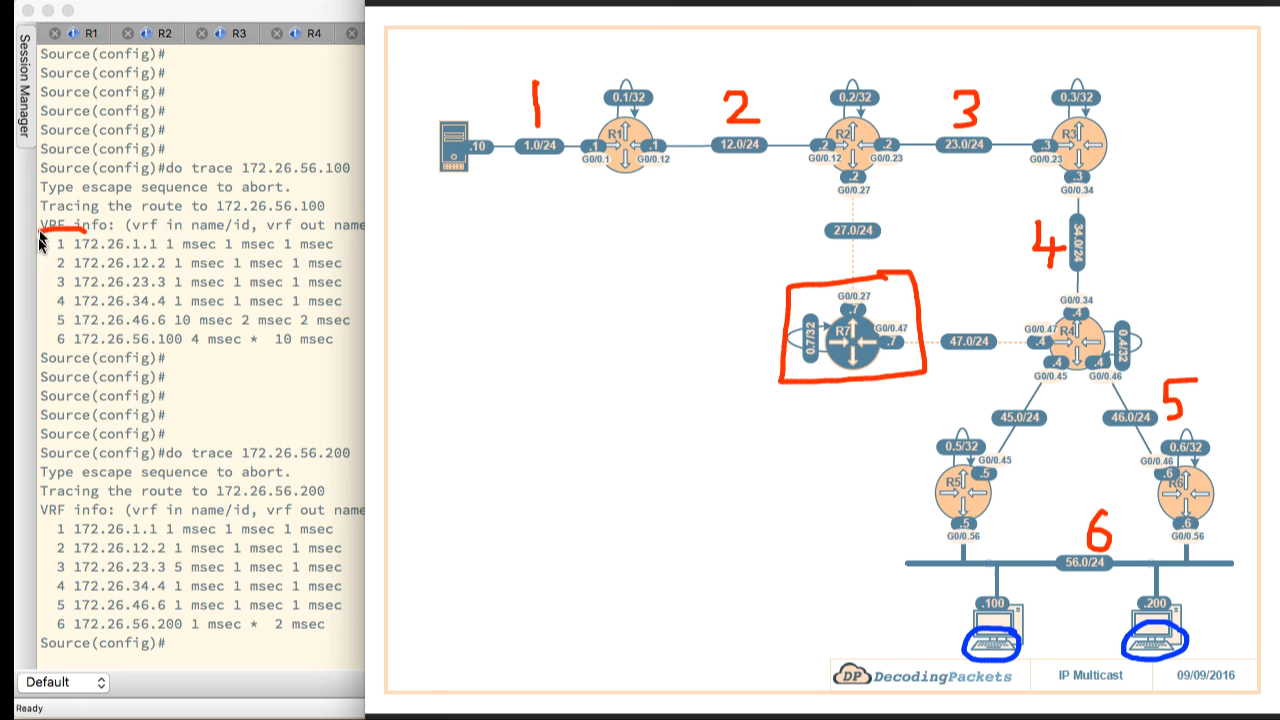 R1
R2
R3
R4
Session Manager
Source(config)#
Source(config)#
Source(config)#
Source(config)#
Source(config)#
Source(config)#
Source(config)#do trace 172.26.56.100
Type escape sequence to abort.
Tracing the route to 172.26.56.100
VRF info: (vrf in name/id, vrf out name
1 172.26.1.1 1 msec 1 msec 1 msec
2 172.26.12.2 1 msec 1 msec 1 msec
3 172.26.23.3 1 msec 1 msec 1 msec
4 172.26.34.4 1 msec 1 msec 1 msec
5 172.26.46.6 10 msec 2 msec 2 msec
6 172.26.56.100 4 msec * 10 msec
Source(config)#
Source(config)#
Source(config)#
Source(config)#
Source(config)#
Source(config)#do trace 172.26.56.200
Type escape sequence to abort.
Tracing the route to 172.26.56.200
VRF info: (vrf in name/id, vrf out name
1 172.26.1.1 1 msec 1 msec 1 msec
2 172.26.12.2 1 msec 1 msec 1 msec
3 172.26.23.3 5 msec 1 msec 1 msec
4 172.26.34.4 1 msec 1 msec 1 msec
5 172.26.46.6 1 msec 1 msec 1 msec
6 172.26.56.200 1 msec * 2 msec
Source(config)#
Default
Ready
1 2 3
0.1/32 0.2/32 0.3/32
R1 R2 R3
.10 1.0/24 .1 .1 12.0/24 .2 .2 23.0/24 .3
G0/0.1 G0/0.12 G0/0.12 G0/0.23 G0/0.23
.2 .3
G0/0.27 G0/0.34
27.0/24 4 34.0/24
G0/0.27 G0/0.34
.7 .4
0.7/32 R7 G0/0.47 G0/0.47 R4 0.4/32
.7 47.0/24 .4
.4 .4
G0/0.45 G0/0.46
5
45.0/24 46.0/24
0.5/32 0.6/32
G0/0.45 G0/0.46
R5 .5 .6 R6
.5 .6
G0/0.56 G0/0.56
6
56.0/24
.100 .200
DP DecodingPackets IP Multicast 09/09/2016